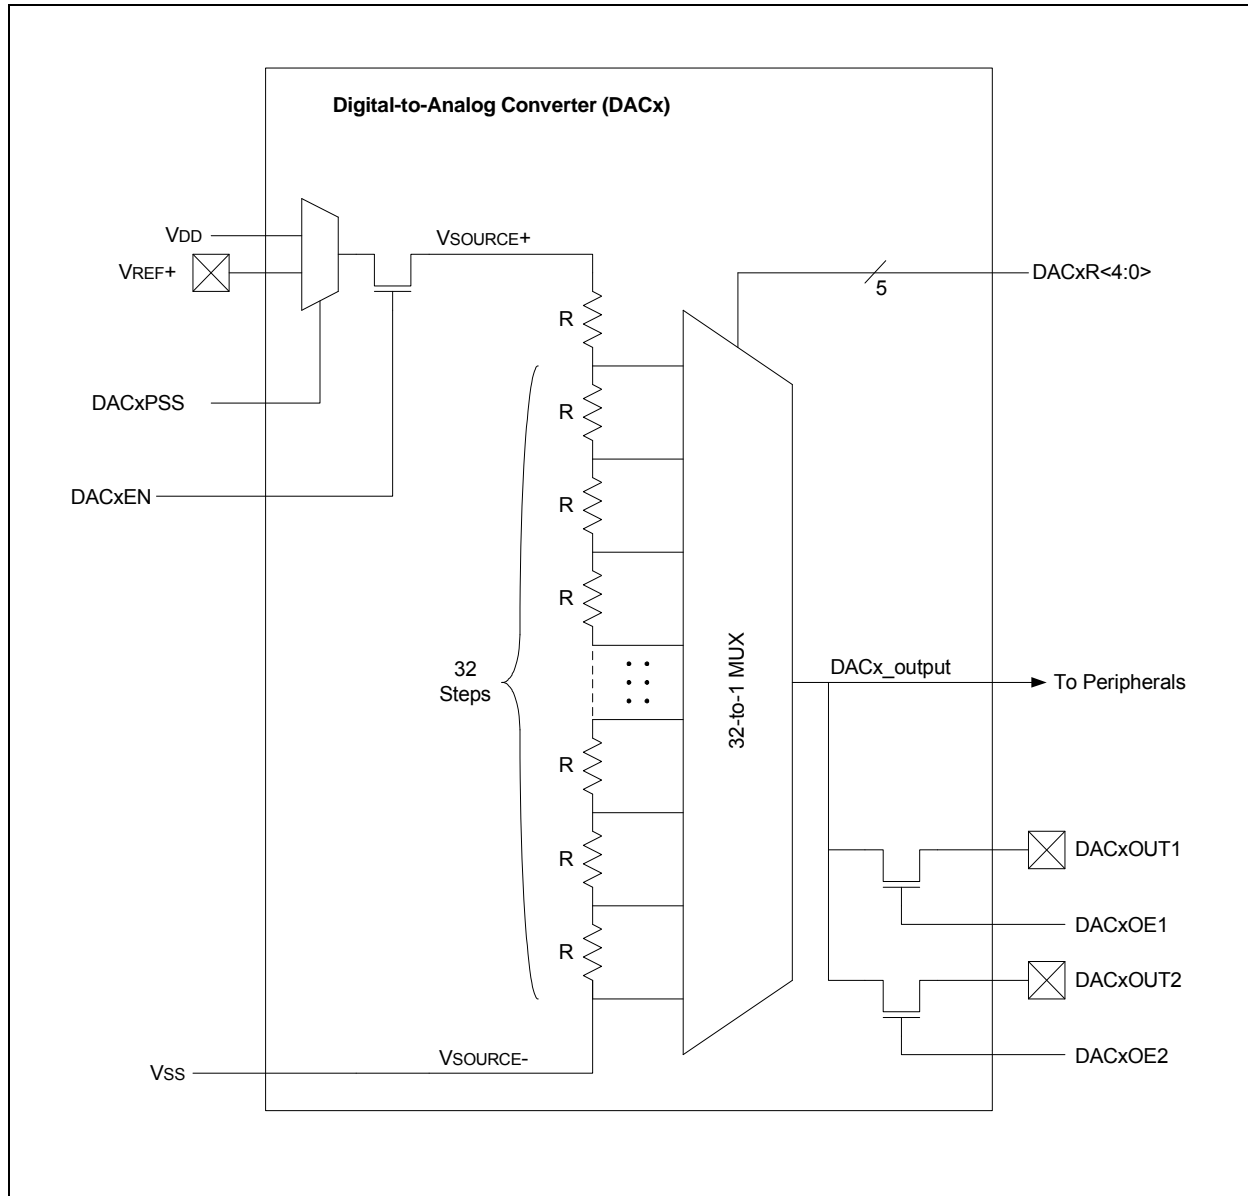 Digital-to-Analog Converter (DACx)
VDD
VSOURCE+
VREF+
DACxR<4:0>
5
R
DACxPSS
R
DACxEN
R
R
32
Steps
32-to-1 MUX
DACx_output
To Peripherals
R
DACxOUT1
R
DACxOE1
R
DACxOUT2
DACxOE2
VSOURCE-
VSS